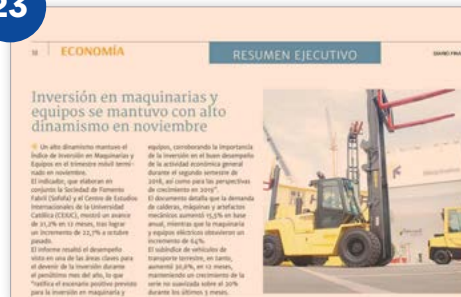 23
18 ECONOMÍA
RESUMEN EJECUTIVO
DIARIO FINA
Inversión en maquinarias y
equipos se mantuvo con alto
dinamismo en noviembre
Un alto dinamismo mantuvo el
Índice de Inversión en Maquinarias y
Equipos en el trimestre móvil termi-
nado en noviembre.
El indicador, que elaboran en
conjunto la Sociedad de Fomento
Fabril (Sofofa) y el Centro de Estudios
Internacionales de la Universidad
Católica (CEIUC), mostró un avance
de 21,2% en 12 meses, tras lograr
un incremento de 22,7% a octubre
pasado.
El informe resaltó el desempeño
visto en una de las áreas claves para
el devenir de la inversión durante
el penúltimo mes del año, lo que
"ratifica el escenario positivo previsto
para la inversión en maquinaria y
equipos, corroborando la importancia
de la inversión en el buen desempeño
de la actividad económica general
durante el segundo semestre de
2018, así como para las perspectivas
de crecimiento en 2019".
El documento detalla que la demanda
de calderas, máquinas y artefactos
mecánicos aumentó 15,5% en base
anual, mientras que la maquinaria
y equipos eléctricos obtuvieron un
incremento de 64%.
El subíndice de vehículos de
transporte terrestre, en tanto,
aumentó 30,0%, en 12 meses,
manteniendo un crecimiento de la
serie no suavizada sobre el 20%
durante los últimos 3 meses.